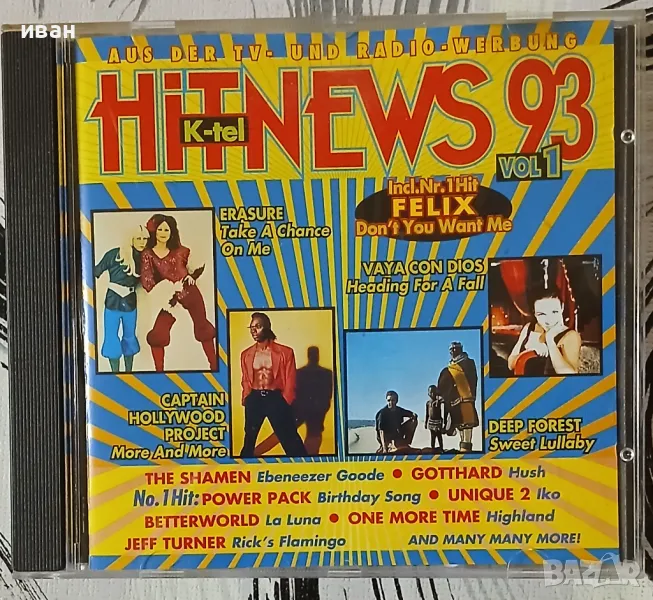 иван
AUS DER TV- UND RADIO-WERBUNG
HiTNEWS 93
K-tel
VOL 1
Incl. Nr. 1 Hit
FELIX
Don't You Want Me
ERASURE
Take A Chance
On Me
VAYA CON DIOS
Heading For A Fall
CAPTAIN
HOLLYWOOD
PROJECT
More And More
DEEP FOREST
Sweet Lullaby
THE SHAMEN Ebeneezer Goode • GOTTHARD Hush
No. 1 Hit: POWER PACK Birthday Song • UNIQUE 2 Iko
BETTERWORLD La Luna • ONE MORE TIME Highland
JEFF TURNER Rick's Flamingo AND MANY MANY MORE!
BAZAR